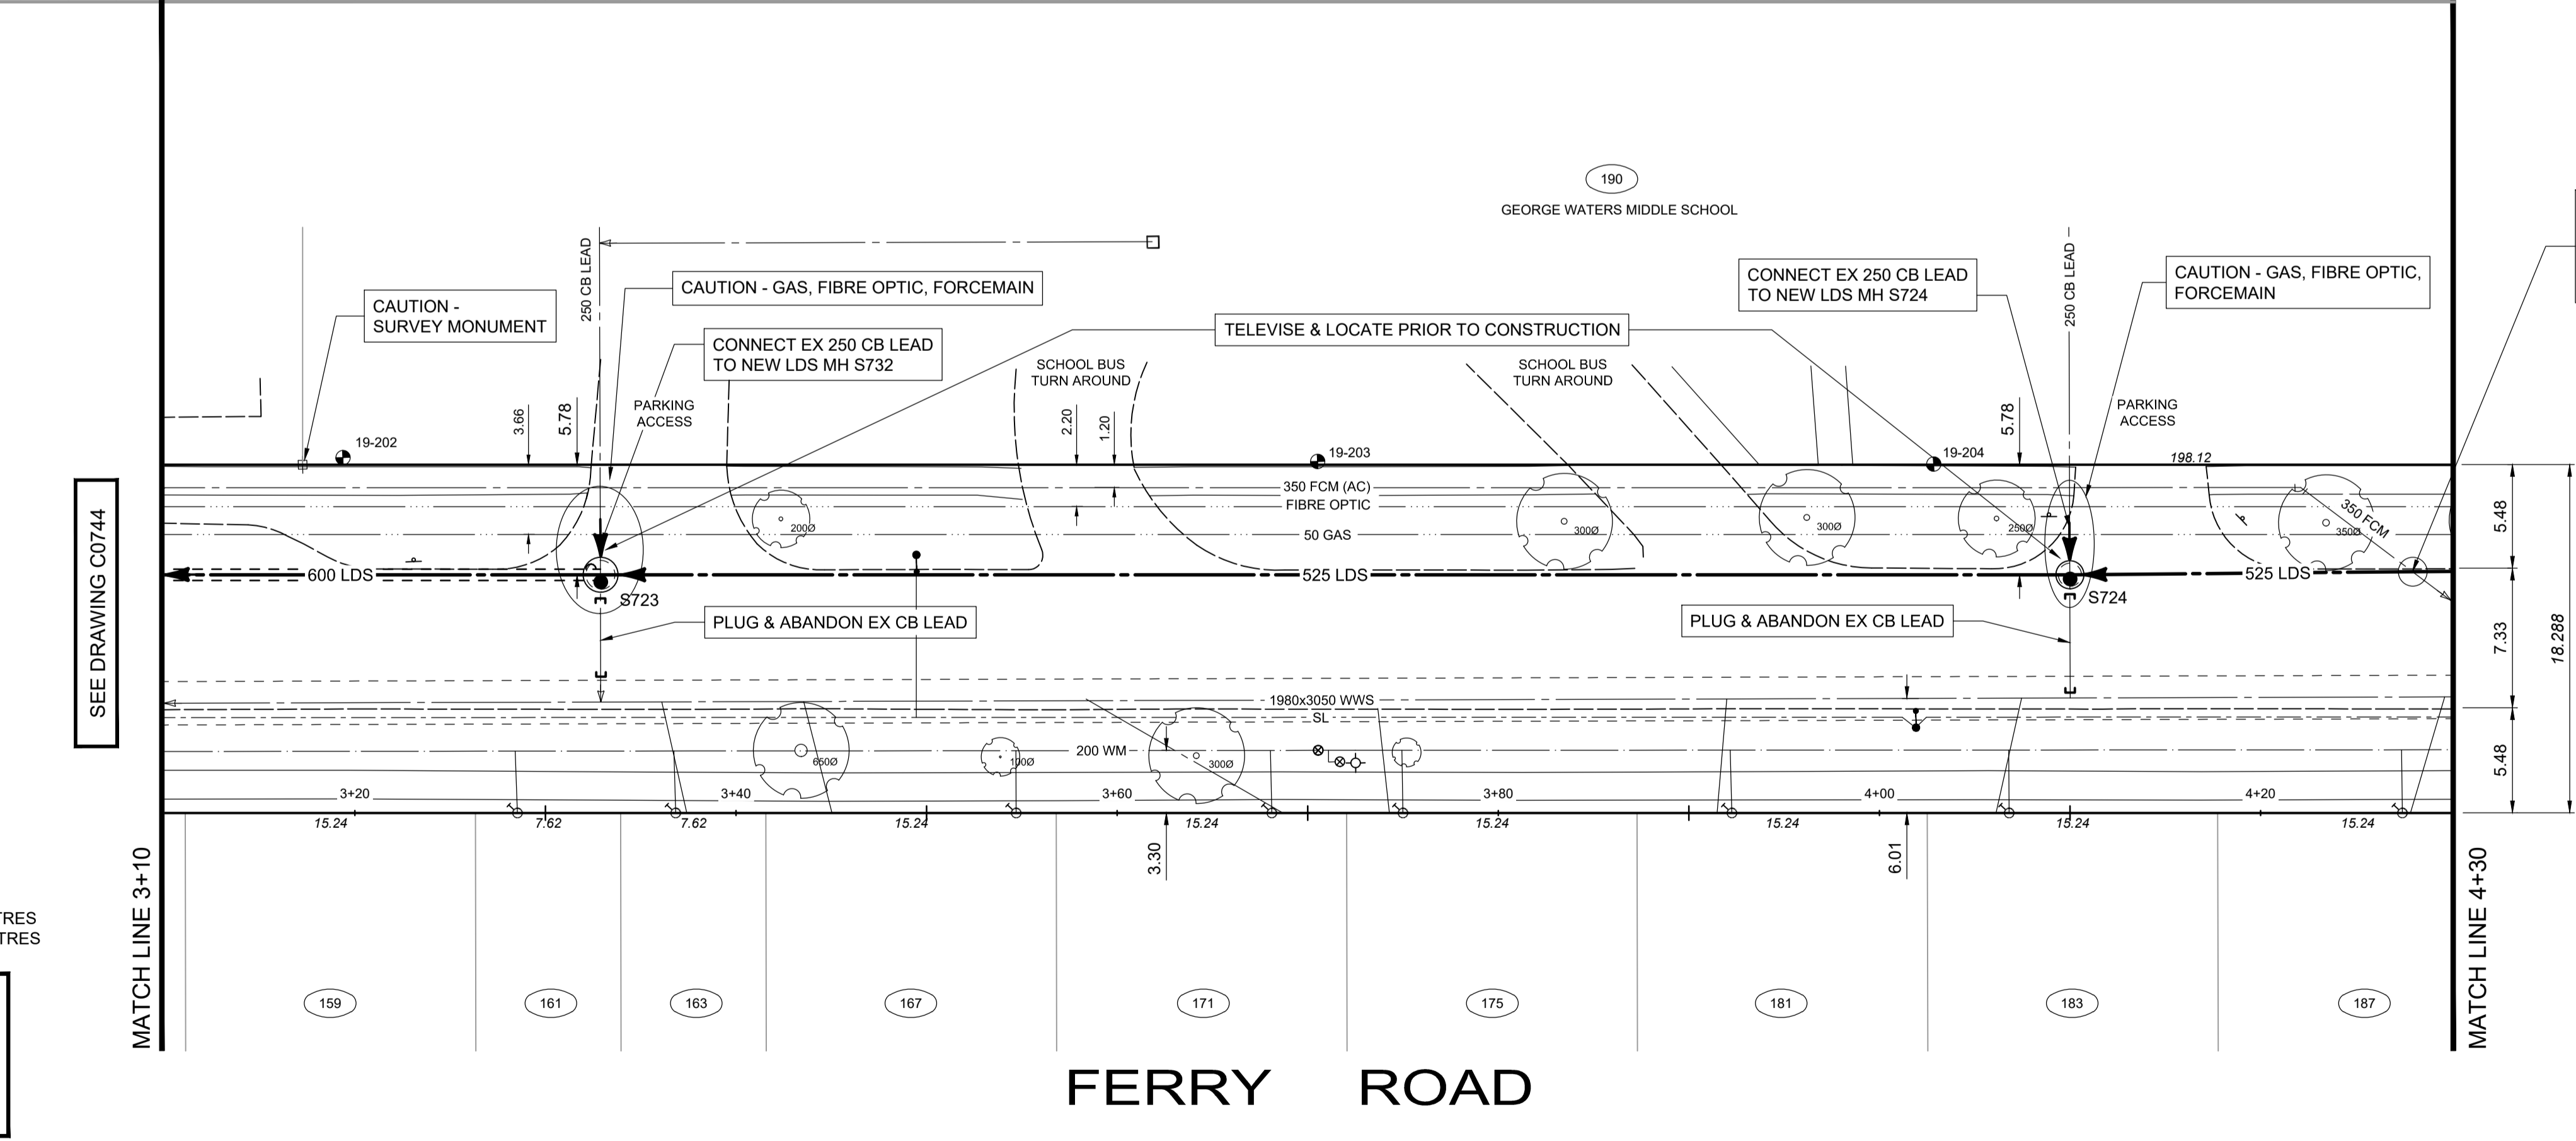 190
GEORGE WATERS MIDDLE SCHOOL
250 CB LEAD
CAUTION - GAS, FIBRE OPTIC, FORCEMAIN
CAUTION -
SURVEY MONUMENT
CONNECT EX 250 CB LEAD
TO NEW LDS MH S732
TELEVISE & LOCATE PRIOR TO CONSTRUCTION
CONNECT EX 250 CB LEAD
TO NEW LDS MH S724
250 CB LEAD
CAUTION - GAS, FIBRE OPTIC,
FORCEMAIN
SCHOOL BUS
TURN AROUND
SCHOOL BUS
TURN AROUND
PARKING
ACCESS
PARKING
ACCESS
3.66
5.78
2.20
1.20
5.78
19-202
19-203
19-204
198.12
350 FCM (AC)
FIBRE OPTIC
50 GAS
200Ø
300Ø
300Ø
250Ø
350Ø
350 FCM
600 LDS
525 LDS
525 LDS
S723
S724
PLUG & ABANDON EX CB LEAD
PLUG & ABANDON EX CB LEAD
SEE DRAWING C0744
5.48
7.33
5.48
18.288
1980x3050 WWS
SL
200 WM
650Ø
100Ø
300Ø
3+20
3+40
3+60
3+80
4+00
4+20
15.24
7.62
7.62
15.24
15.24
15.24
15.24
15.24
15.24
3.30
6.01
MATCH LINE 3+10
MATCH LINE 4+30
TRES
TRES
159
161
163
167
171
175
181
183
187
FERRY ROAD